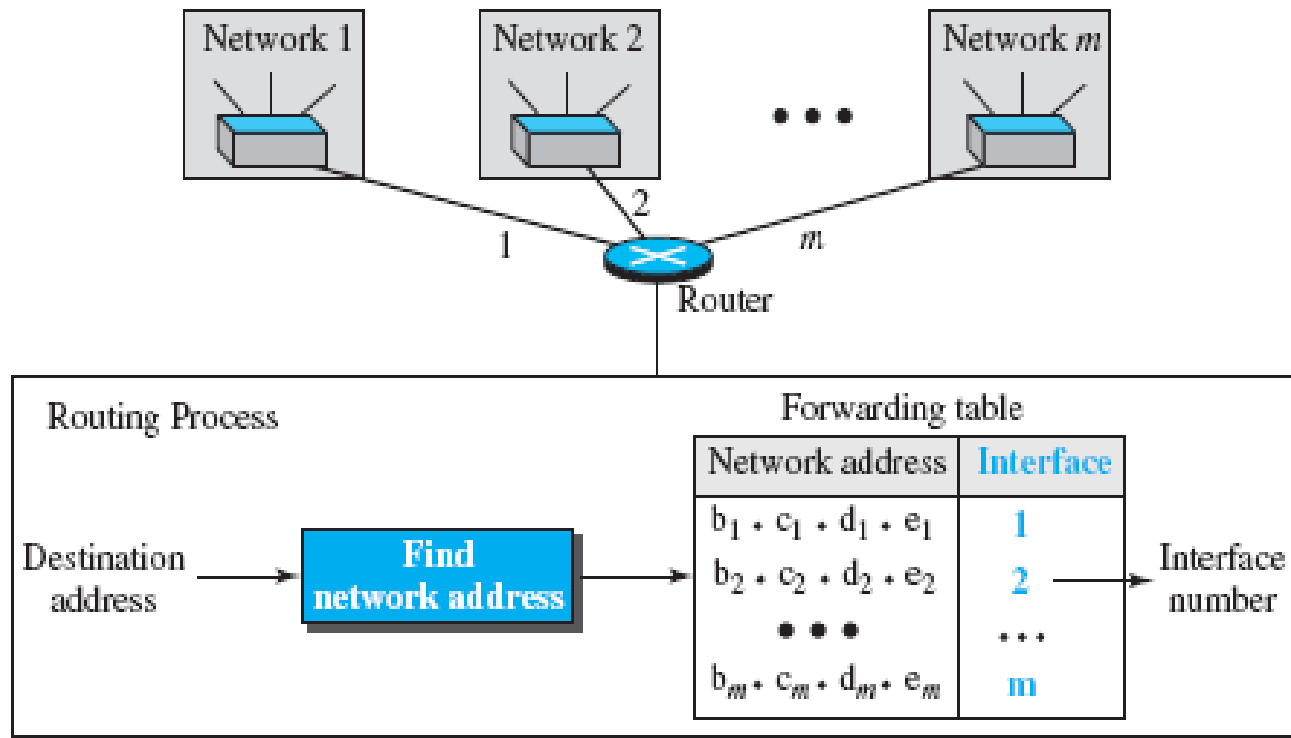 Network 1
Network 2
• • •
Network m
1
2
m
Router
Routing Process
Forwarding table
Network address Interface
b₁ • c₁ • d₁ • e₁ 1
b₂ • c₂ • d₂ • e₂ 2
• • • • • •
bₘ • cₘ • dₘ • eₘ m
Destination
address
Find
network address
Interface
number